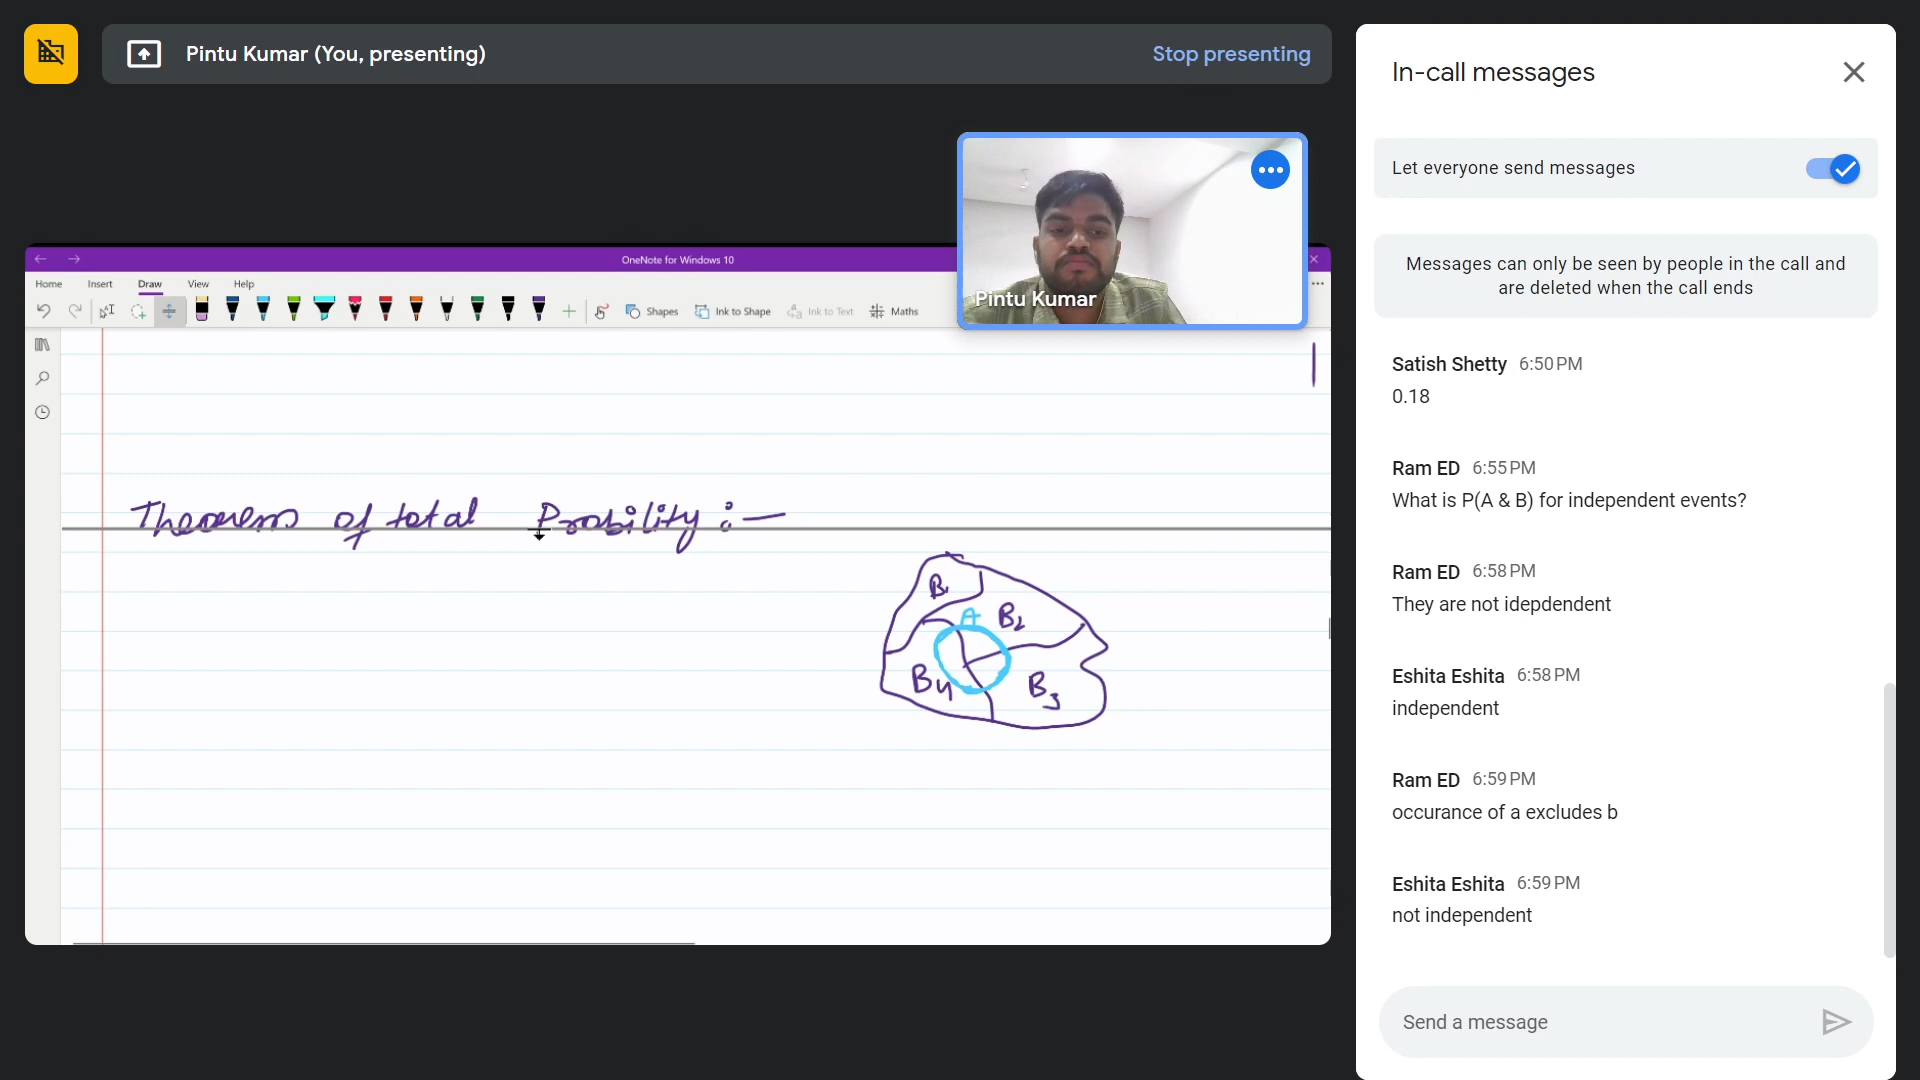 Pintu Kumar (You, presenting)
Stop presenting
In-call messages
Let everyone send messages
Messages can only be seen by people in the call and
are deleted when the call ends
Satish Shetty 6:50 PM
0.18
Ram ED 6:55 PM
What is P(A & B) for independent events?
Ram ED 6:58 PM
They are not idepdendent
Eshita Eshita 6:58 PM
independent
Ram ED 6:59 PM
occurance of a excludes b
Eshita Eshita 6:59 PM
not independent
Send a message
Pintu Kumar
OneNote for Windows 10
Home Insert Draw View Help
Shapes Ink to Shape Ink to Text Maths
Theorem of total Probility :-
B1
A
B2
B4
B3